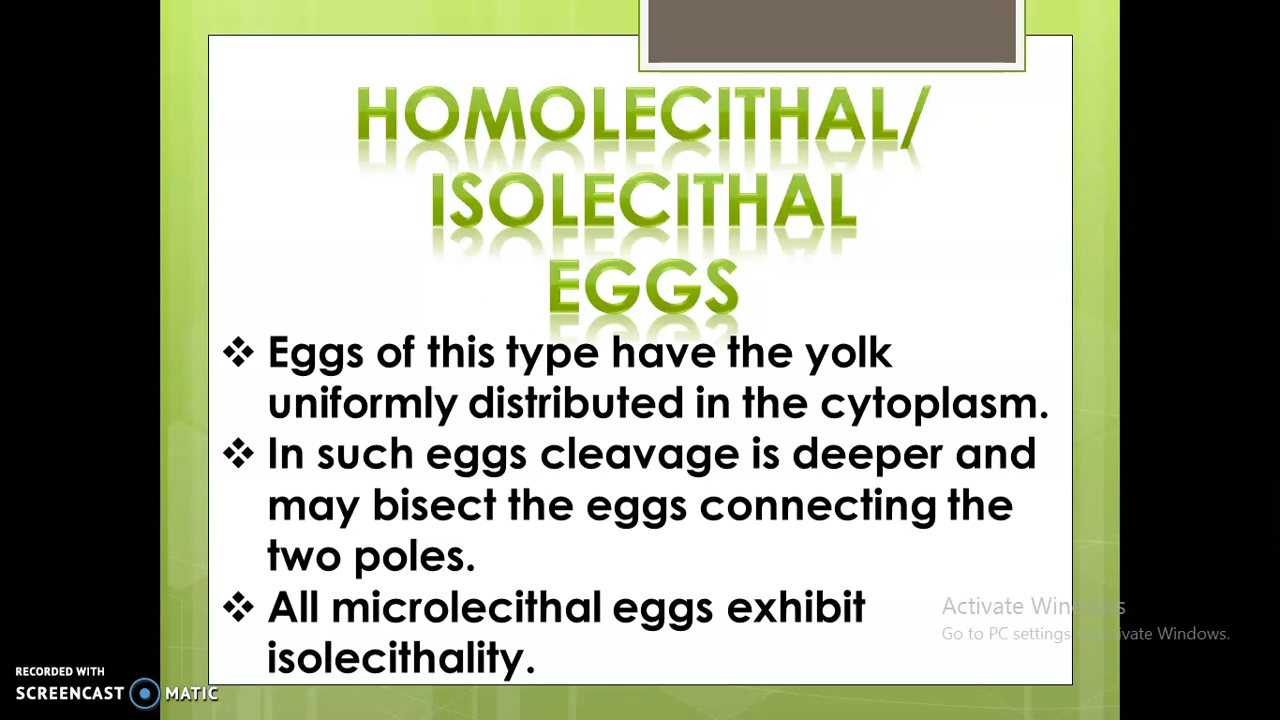 HOMOLECITHAL/
ISOLECITHAL
EGGS
❖ Eggs of this type have the yolk
uniformly distributed in the cytoplasm.
❖ In such eggs cleavage is deeper and
may bisect the eggs connecting the
two poles.
❖ All microlecithal eggs exhibit
isolecithality.
Activate Windows
Go to PC settings to activate Windows.
RECORDED WITH
SCREENCAST MATIC